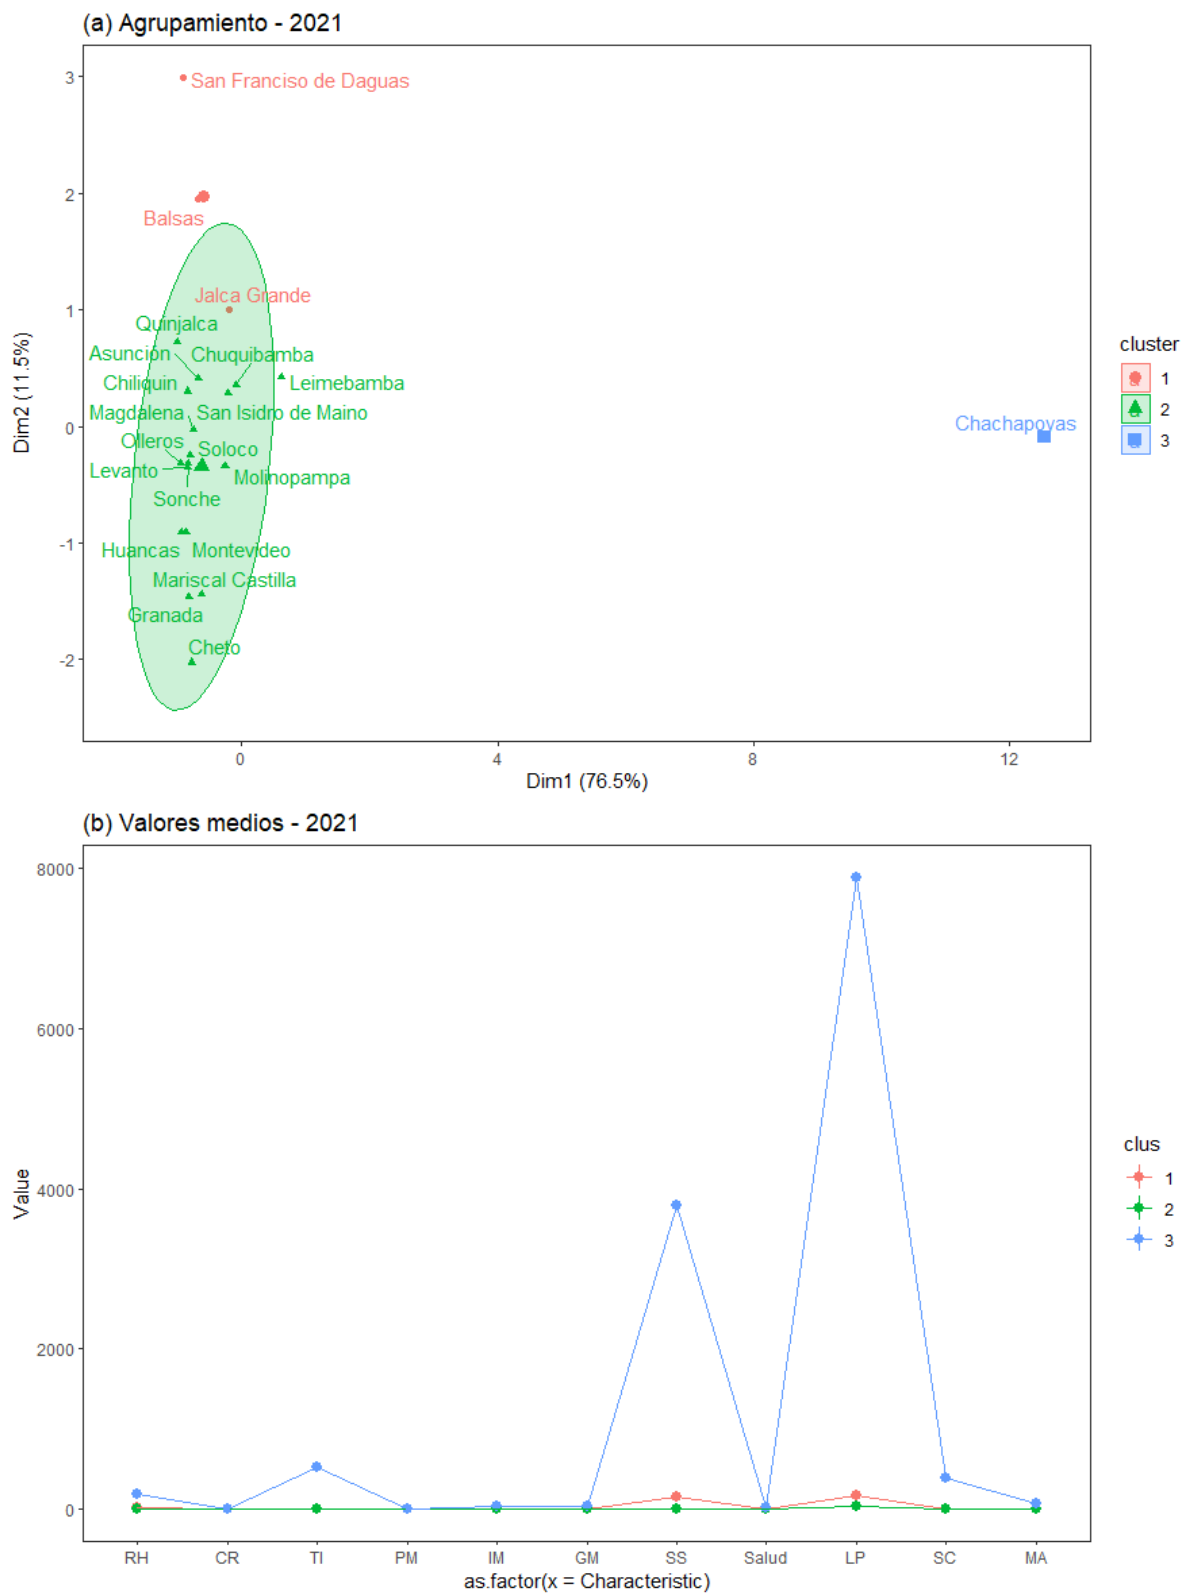 (a) Agrupamiento - 2021
3
San Franciso de Daguas
2
Balsas
1
Jalca Grande
Quinjalca
Asunción
Chuquibamba
Chiliquin
Leimebamba
Magdalena
San Isidro de Maino
0
Chachapoyas
Olleros
Soloco
Levanto
Molinopampa
Sonche
-1
Huancas
Montevideo
Mariscal Castilla
Granada
Cheto
-2
Dim2 (11.5%)
0 4 8 12
Dim1 (76.5%)
cluster
a 1
a 2
a 3
(b) Valores medios - 2021
8000
6000
4000
2000
0
Value
RH CR TI PM IM GM SS Salud LP SC MA
as.factor(x = Characteristic)
clus
1
2
3